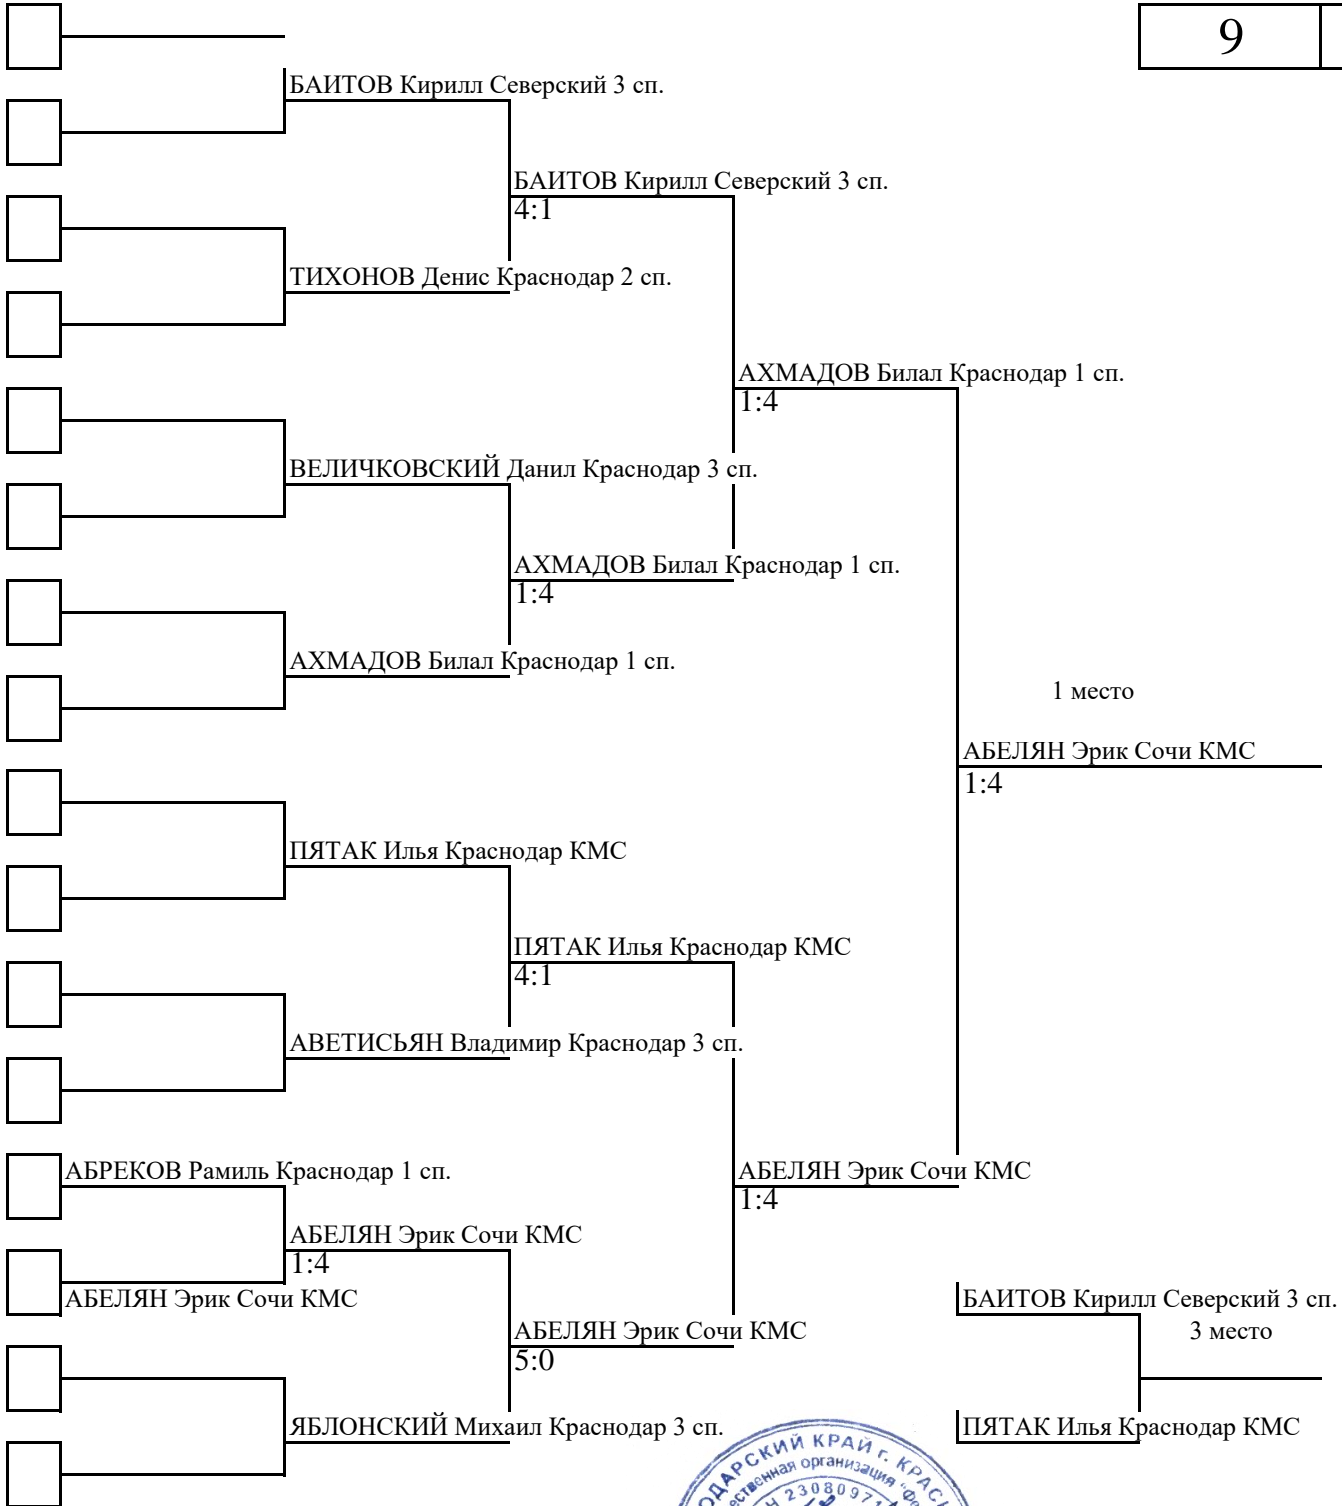 9
БАИТОВ Кирилл Северский 3 сп.
БАИТОВ Кирилл Северский 3 сп.
4:1
ТИХОНОВ Денис Краснодар 2 сп.
АХМАДОВ Билал Краснодар 1 сп.
1:4
ВЕЛИЧКОВСКИЙ Данил Краснодар 3 сп.
АХМАДОВ Билал Краснодар 1 сп.
1:4
АХМАДОВ Билал Краснодар 1 сп.
1 место
АБЕЛЯН Эрик Сочи КМС
1:4
ПЯТАК Илья Краснодар КМС
ПЯТАК Илья Краснодар КМС
4:1
АВЕТИСЬЯН Владимир Краснодар 3 сп.
АБРЕКОВ Рамиль Краснодар 1 сп.
АБЕЛЯН Эрик Сочи КМС
1:4
АБЕЛЯН Эрик Сочи КМС
1:4
АБЕЛЯН Эрик Сочи КМС
БАИТОВ Кирилл Северский 3 сп.
АБЕЛЯН Эрик Сочи КМС
3 место
5:0
ЯБЛОНСКИЙ Михаил Краснодар 3 сп.
ПЯТАК Илья Краснодар КМС
КРАЙ г.
организация